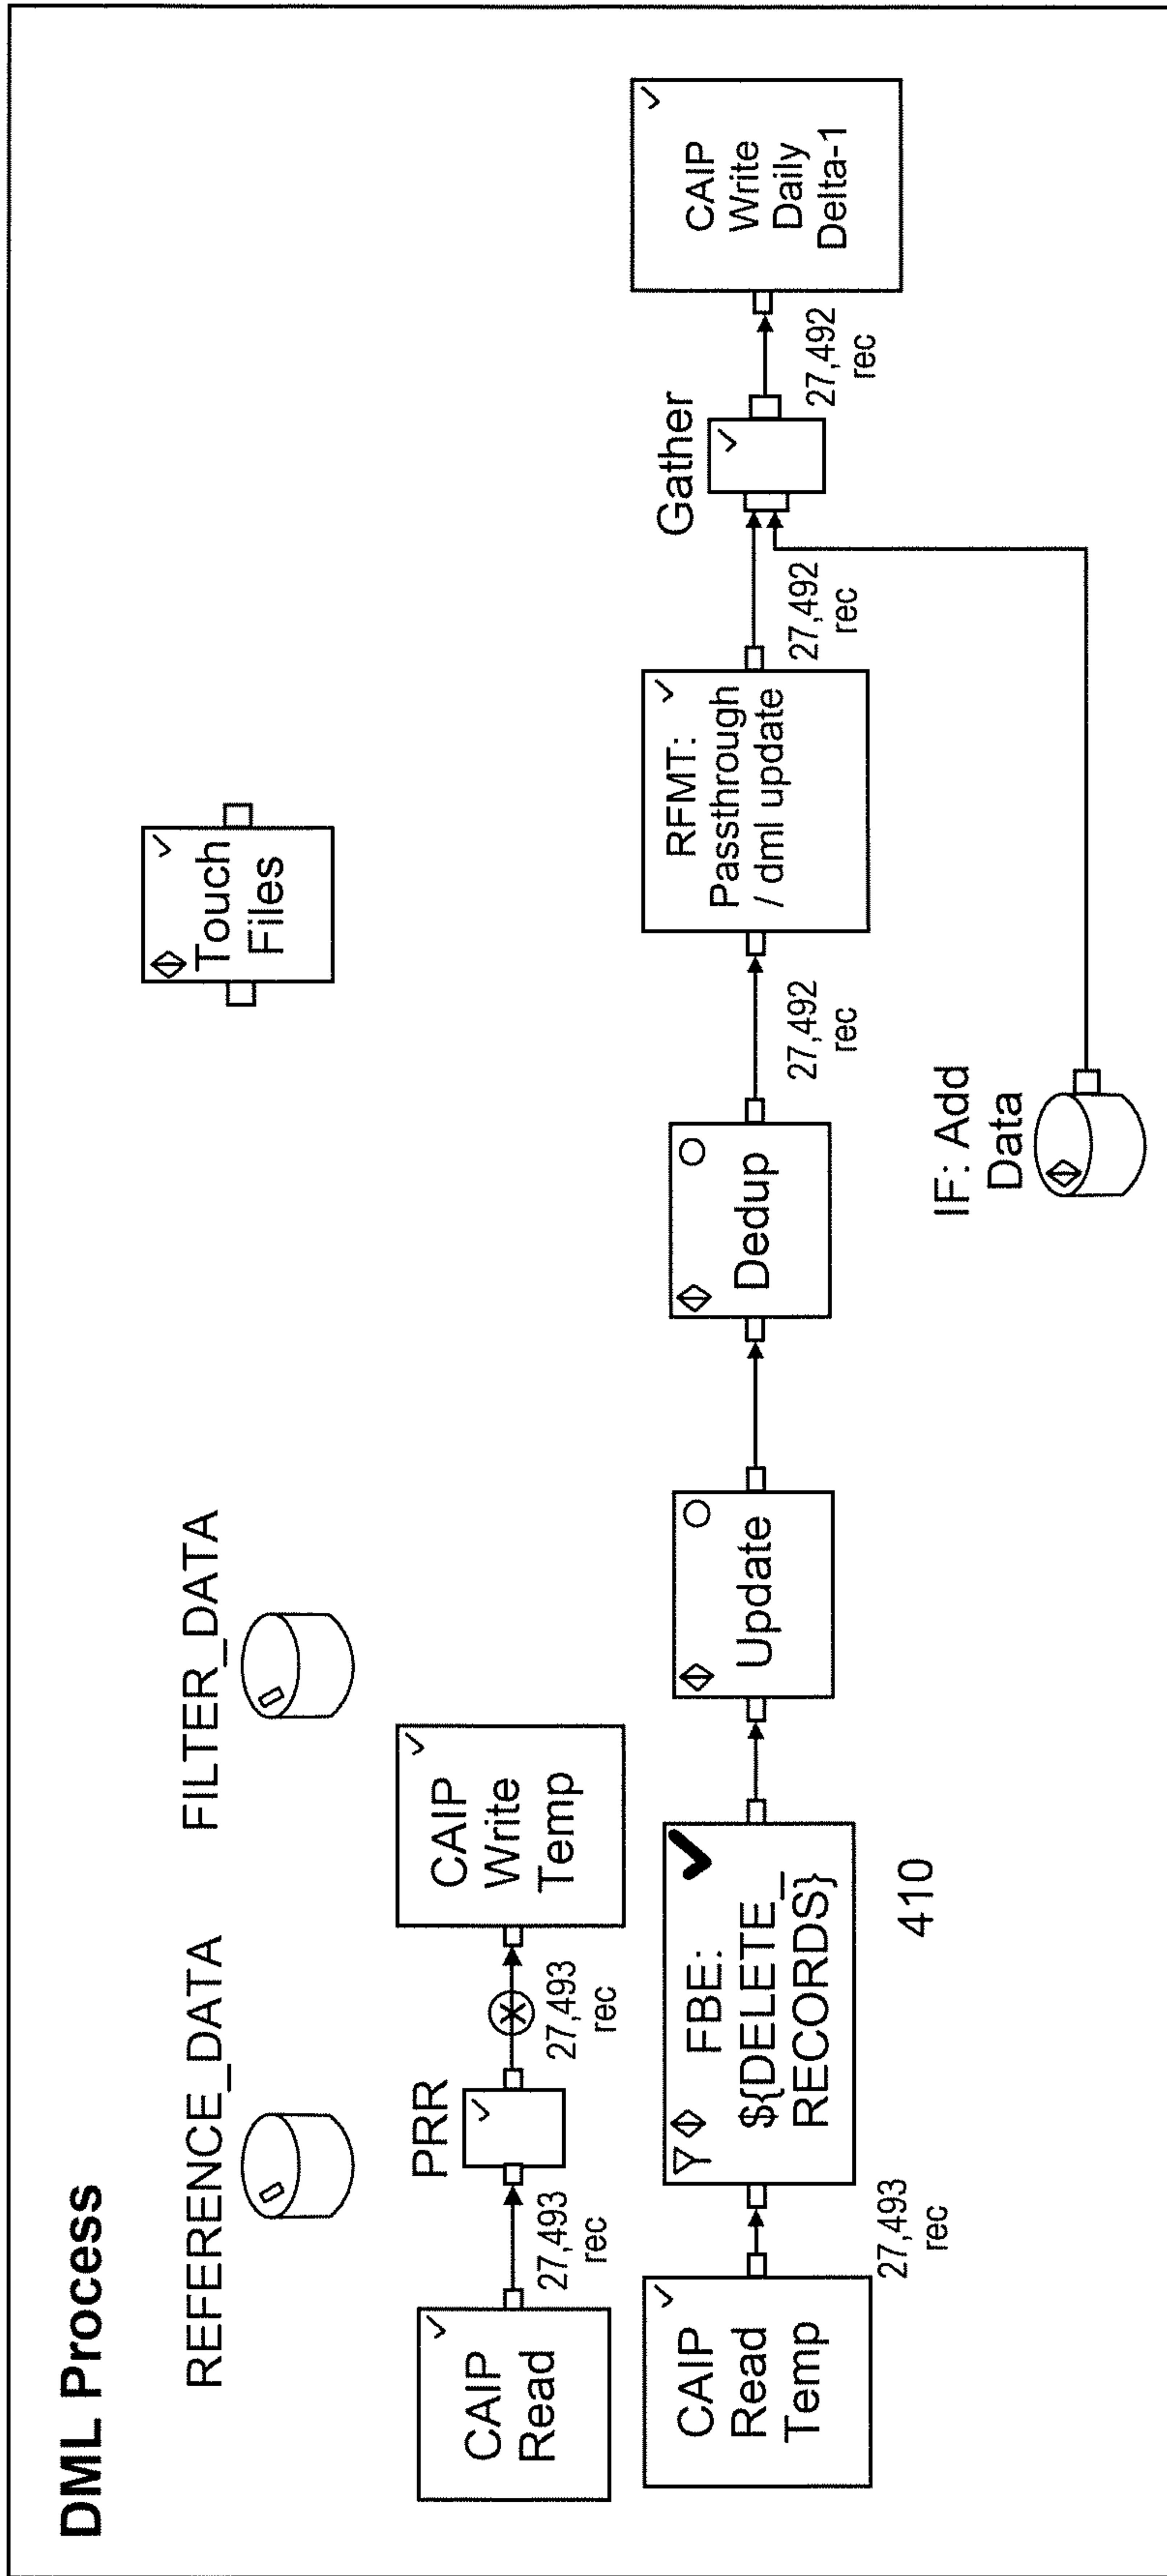 DML Process
REFERENCE_DATA
FILTER_DATA
Touch
Files
CAIP
Read
27,493
rec
PRR
27,493
rec
CAIP
Write
Temp
CAIP
Read
Temp
27,493
rec
FBE:
${DELETE_
RECORDS}
410
Update
Dedup
27,492
rec
RFMT:
Passthrough
/ dml update
27,492
rec
IF: Add
Data
Gather
27,492
rec
CAIP
Write
Daily
Delta-1